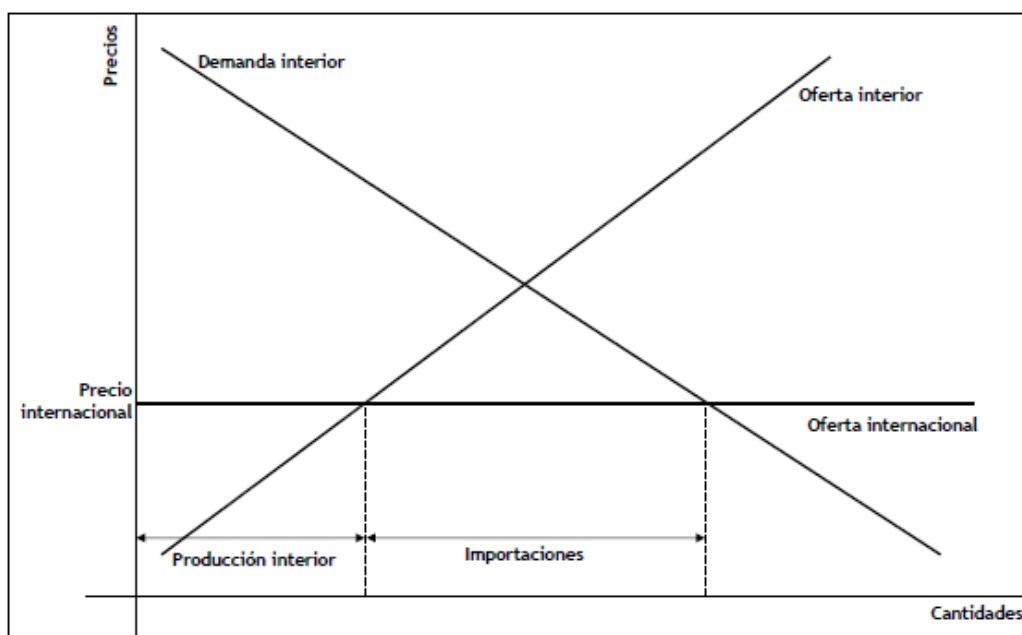 Precios
Demanda interior
Oferta interior
Precio
internacional
Oferta internacional
Producción interior
Importaciones
Cantidades